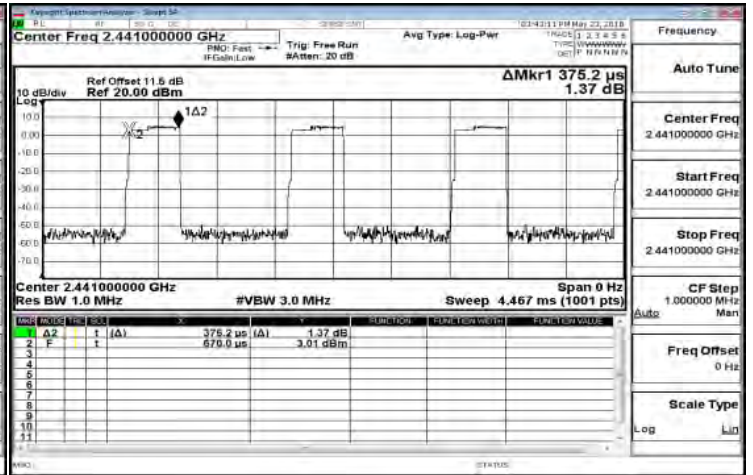 Keysight Spectrum Analyzer - Swept SA
RL RF 50 Ω DC SENSE:INT 03:43:11 PM May 23, 2018
Center Freq 2.441000000 GHz
PNO: Fast
IFGain:Low
Trig: Free Run
#Atten: 20 dB
Avg Type: Log-Pwr
TRACE 1 2 3 4 5 6
TYPE WWWWWW
DET P N N N N N
Frequency
Auto Tune
Center Freq
2.441000000 GHz
Start Freq
2.441000000 GHz
Stop Freq
2.441000000 GHz
CF Step
1.000000 MHz
Auto Man
Freq Offset
0 Hz
Scale Type
Log Lin
ΔMkr1 375.2 µs
1.37 dB
Ref Offset 11.5 dB
Ref 20.00 dBm
10 dB/div
Log
10.0
0.00
-10.0
-20.0
-30.0
-40.0
-50.0
-60.0
-70.0
1Δ2
2
Center 2.441000000 GHz Span 0 Hz
Res BW 1.0 MHz #VBW 3.0 MHz Sweep 4.467 ms (1001 pts)
MKR MODE TRC SCL X Y FUNCTION FUNCTION WIDTH FUNCTION VALUE
1 Δ2 t (Δ) 375.2 µs (Δ) 1.37 dB
2 F t 670.0 µs 3.01 dBm
3
4
5
6
7
8
9
10
11
MSG STATUS